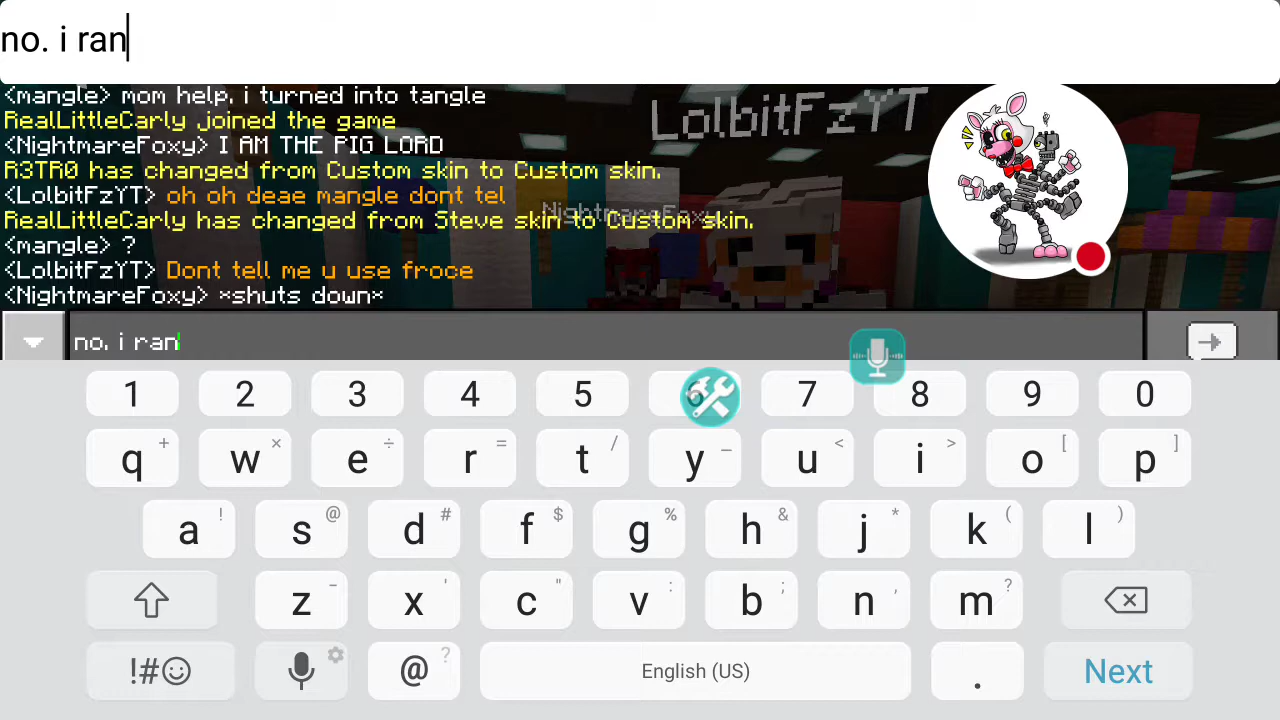 no. i ran
<mangle> mom help. i turned into tangle
RealLittleCarly joined the game
<NightmareFoxy> I AM THE PIG LORD
R3TR0 has changed from Custom skin to Custom skin.
<LolbitFzYT> oh oh deae mangle dont tel
RealLittleCarly has changed from Steve skin to Custom skin.
<mangle> ?
<LolbitFzYT> Dont tell me u use froce
<NightmareFoxy> *shuts down*
LolbitFzYT
NightmareFoxy
no. i ran
1 2 3 4 5 6 7 8 9 0
q + w × e ÷ r = t / y _ u < i > o [ p ]
a ! s @ d # f $ g % h & j * k ( l )
z - x ' c " v : b ; n , m ?
!#☺ @ ? English (US) . Next